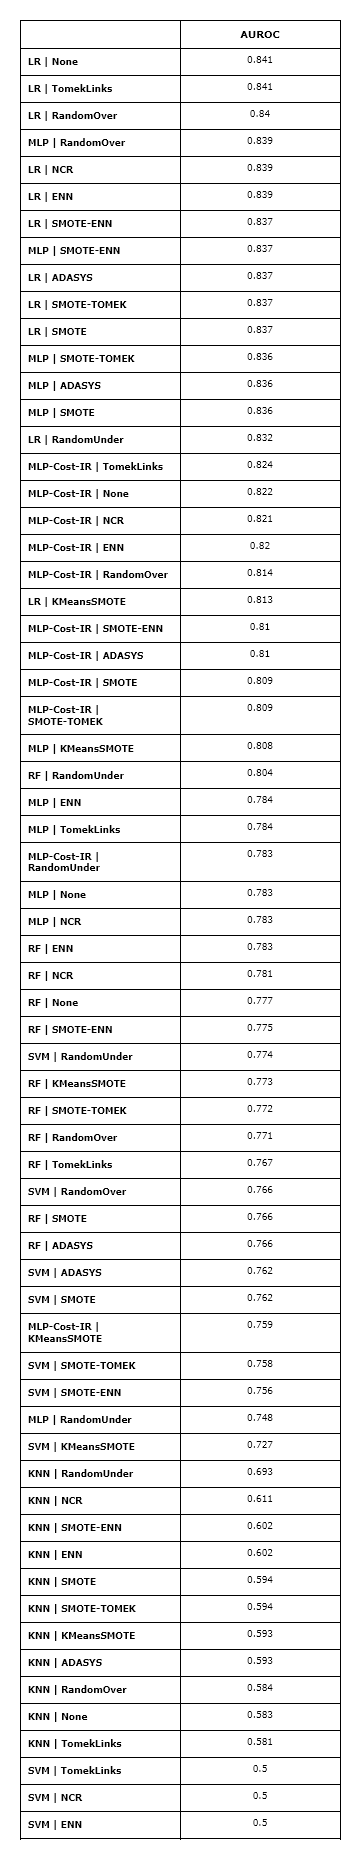 AUROC
LR | None 0.841
LR | TomekLinks 0.841
LR | RandomOver 0.84
MLP | RandomOver 0.839
LR | NCR 0.839
LR | ENN 0.839
LR | SMOTE-ENN 0.837
MLP | SMOTE-ENN 0.837
LR | ADASYS 0.837
LR | SMOTE-TOMEK 0.837
LR | SMOTE 0.837
MLP | SMOTE-TOMEK 0.836
MLP | ADASYS 0.836
MLP | SMOTE 0.836
LR | RandomUnder 0.832
MLP-Cost-IR | TomekLinks 0.824
MLP-Cost-IR | None 0.822
MLP-Cost-IR | NCR 0.821
MLP-Cost-IR | ENN 0.82
MLP-Cost-IR | RandomOver 0.814
LR | KMeansSMOTE 0.813
MLP-Cost-IR | SMOTE-ENN 0.81
MLP-Cost-IR | ADASYS 0.81
MLP-Cost-IR | SMOTE 0.809
MLP-Cost-IR | 0.809
SMOTE-TOMEK
MLP | KMeansSMOTE 0.808
RF | RandomUnder 0.804
MLP | ENN 0.784
MLP | TomekLinks 0.784
MLP-Cost-IR | 0.783
RandomUnder
MLP | None 0.783
MLP | NCR 0.783
RF | ENN 0.783
RF | NCR 0.781
RF | None 0.777
RF | SMOTE-ENN 0.775
SVM | RandomUnder 0.774
RF | KMeansSMOTE 0.773
RF | SMOTE-TOMEK 0.772
RF | RandomOver 0.771
RF | TomekLinks 0.767
SVM | RandomOver 0.766
RF | SMOTE 0.766
RF | ADASYS 0.766
SVM | ADASYS 0.762
SVM | SMOTE 0.762
MLP-Cost-IR | 0.759
KMeansSMOTE
SVM | SMOTE-TOMEK 0.758
SVM | SMOTE-ENN 0.756
MLP | RandomUnder 0.748
SVM | KMeansSMOTE 0.727
KNN | RandomUnder 0.693
KNN | NCR 0.611
KNN | SMOTE-ENN 0.602
KNN | ENN 0.602
KNN | SMOTE 0.594
KNN | SMOTE-TOMEK 0.594
KNN | KMeansSMOTE 0.593
KNN | ADASYS 0.593
KNN | RandomOver 0.584
KNN | None 0.583
KNN | TomekLinks 0.581
SVM | TomekLinks 0.5
SVM | NCR 0.5
SVM | ENN 0.5